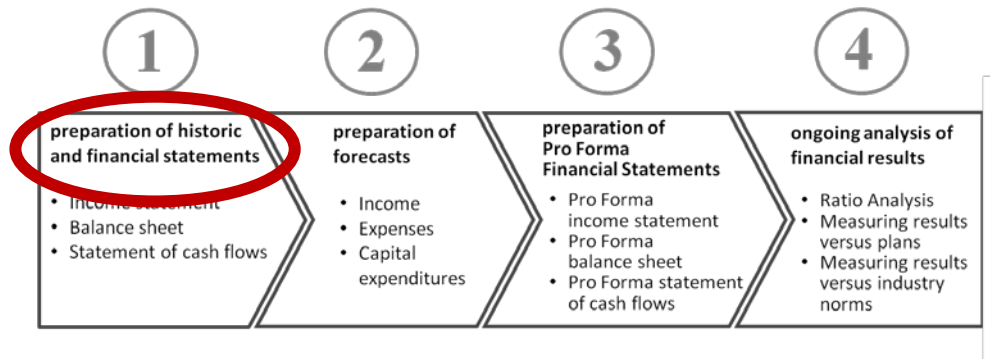 1
2
3
4
preparation of historic
and financial statements
• Income statement
• Balance sheet
• Statement of cash flows
preparation of
forecasts
• Income
• Expenses
• Capital
expenditures
preparation of
Pro Forma
Financial Statements
• Pro Forma
income statement
• Pro Forma
balance sheet
• Pro Forma statement
of cash flows
ongoing analysis of
financial results
• Ratio Analysis
• Measuring results
versus plans
• Measuring results
versus industry
norms